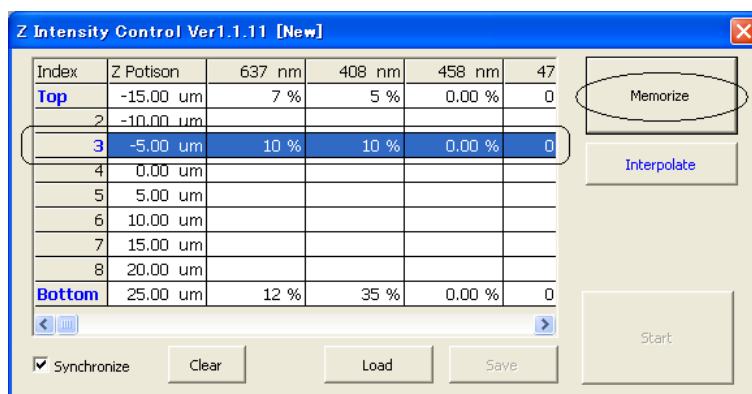 Z Intensity Control Ver1.1.11 [New]
Index Z Potison 637 nm 408 nm 458 nm 47
Top -15.00 um 7 % 5 % 0.00 % 0
2 -10.00 um
3 -5.00 um 10 % 10 % 0.00 % 0
4 0.00 um
5 5.00 um
6 10.00 um
7 15.00 um
8 20.00 um
Bottom 25.00 um 12 % 35 % 0.00 % 0
Memorize
Interpolate
Start
Synchronize Clear Load Save